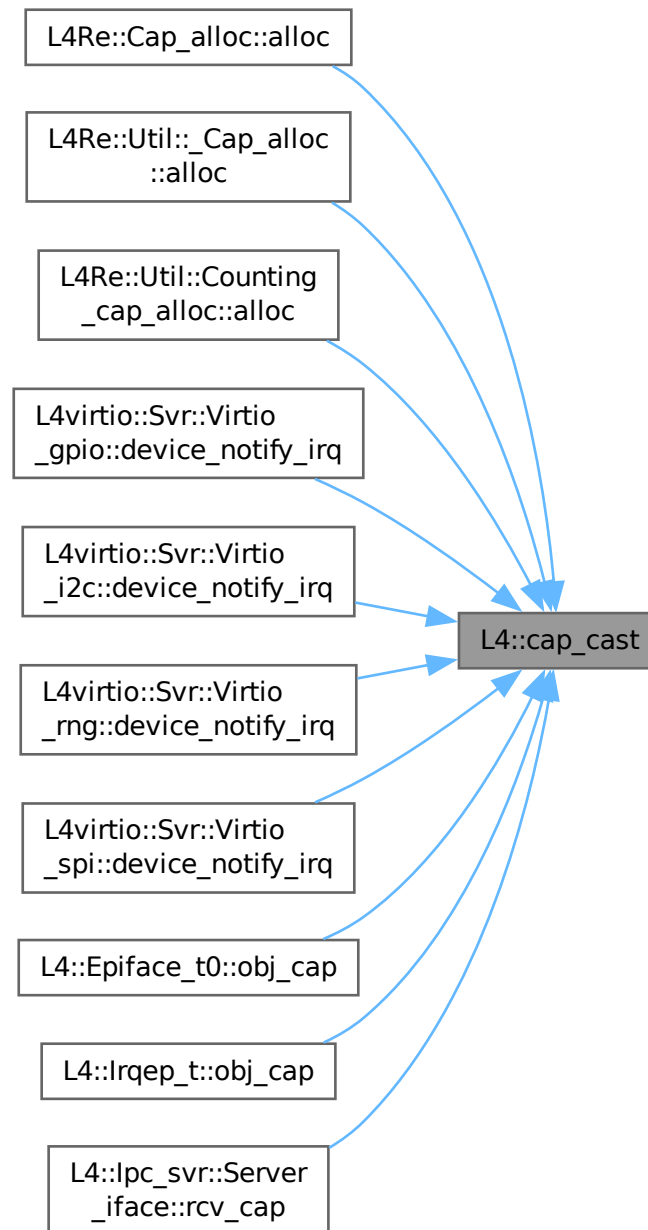 L4Re::Cap_alloc::alloc
L4Re::Util::_Cap_alloc
::alloc
L4Re::Util::Counting
_cap_alloc::alloc
L4virtio::Svr::Virtio
_gpio::device_notify_irq
L4virtio::Svr::Virtio
_i2c::device_notify_irq
L4::cap_cast
L4virtio::Svr::Virtio
_rng::device_notify_irq
L4virtio::Svr::Virtio
_spi::device_notify_irq
L4::Epiface_t0::obj_cap
L4::Irqep_t::obj_cap
L4::Ipc_svr::Server
_iface::rcv_cap